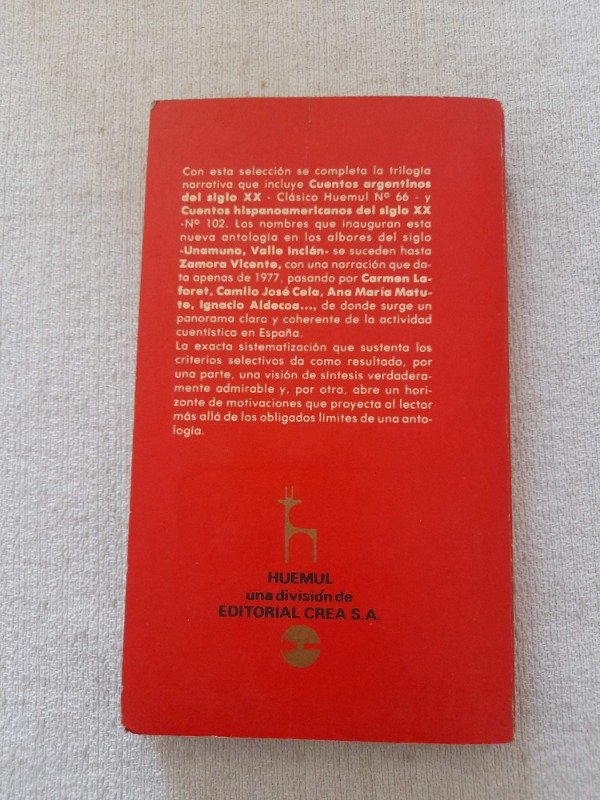 Con esta selección se completa la trilogía
narrativa que incluye Cuentos argentinos
del siglo XX - Clásico Huemul Nº 66 - y
Cuentos hispanoamericanos del siglo XX
-Nº 102. Los nombres que inauguran esta
nueva antología en los albores del siglo
-Unamuno, Valle Inclán- se suceden hasta
Zamora Vicente, con una narración que da-
ta apenas de 1977, pasando por Carmen La-
foret, Camilo José Cela, Ana María Matu-
te, Ignacio Aldecoa..., de donde surge un
panorama claro y coherente de la actividad
cuentística en España.
La exacta sistematización que sustenta los
criterios selectivos da como resultado, por
una parte, una visión de síntesis verdadera-
mente admirable y, por otra, abre un hori-
zonte de motivaciones que proyecta al lector
más allá de los obligados límites de una anto-
logía.
HUEMUL
una división de
EDITORIAL CREA S.A.